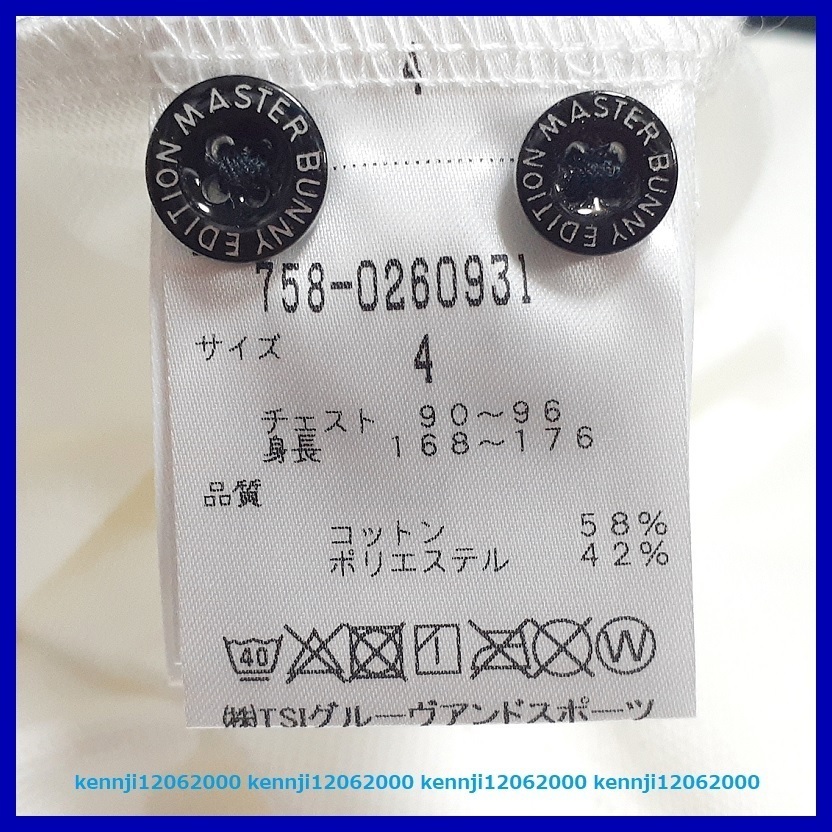 4
MASTER BUNNY EDITION
MASTER BUNNY EDITION
758-0260931
サイズ 4
チェスト 90～96
身長 168～176
品質
コットン 58%
ポリエステル 42%
40 W
㈱TSIグルーヴアンドスポーツ
kennji12062000 kennji12062000 kennji12062000 kennji12062000